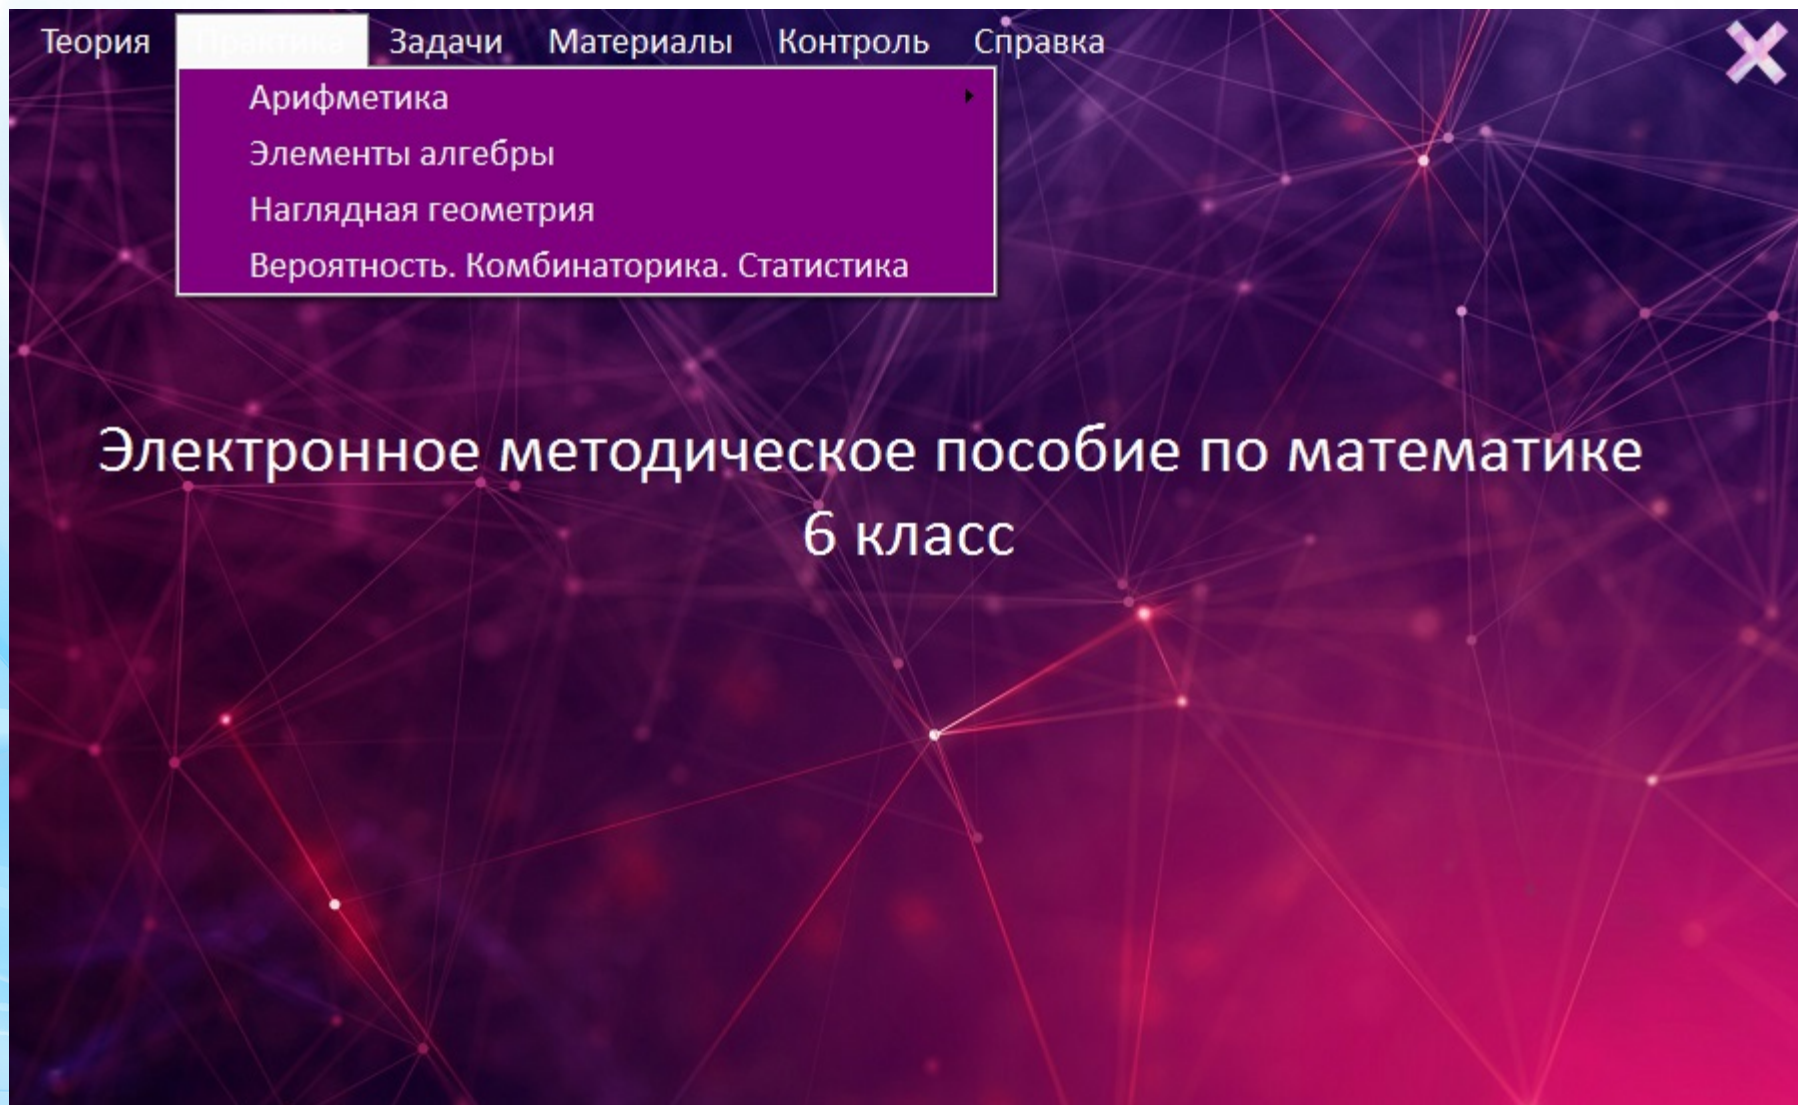 Теория Практика Задачи Материалы Контроль Справка
Арифметика
Элементы алгебры
Наглядная геометрия
Вероятность. Комбинаторика. Статистика
Электронное методическое пособие по математике
6 класс